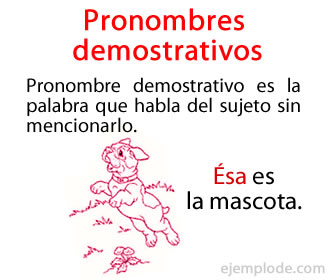 Pronombres
demostrativos
Pronombre demostrativo es la
palabra que habla del sujeto sin
mencionarlo.
Ésa es
la mascota.
ejemplode.com